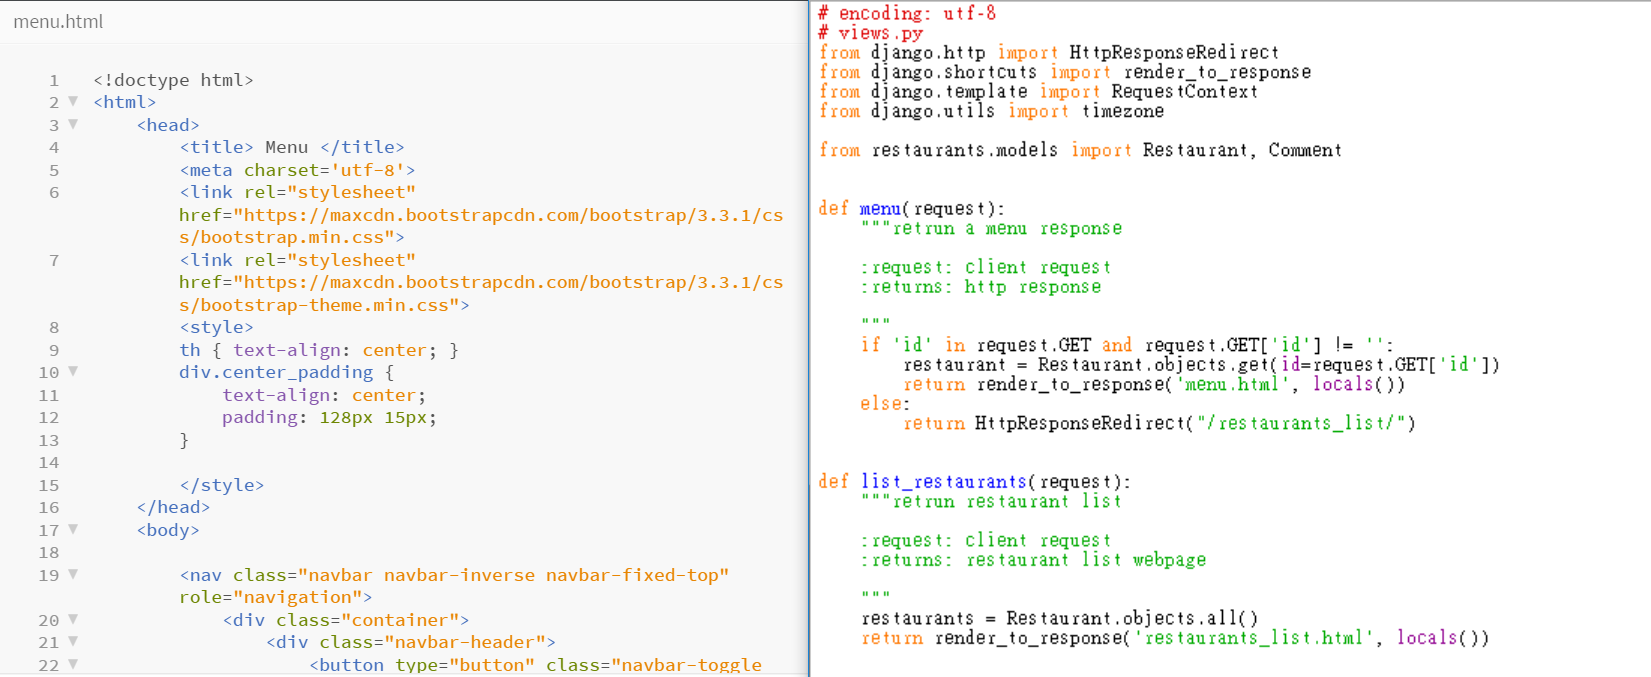 menu.html
1 <!doctype html>
2 <html>
3 <head>
4 <title> Menu </title>
5 <meta charset='utf-8'>
6 <link rel="stylesheet"
href="https://maxcdn.bootstrapcdn.com/bootstrap/3.3.1/cs
s/bootstrap.min.css">
7 <link rel="stylesheet"
href="https://maxcdn.bootstrapcdn.com/bootstrap/3.3.1/cs
s/bootstrap-theme.min.css">
8 <style>
9 th { text-align: center; }
10 div.center_padding {
11 text-align: center;
12 padding: 128px 15px;
13 }
14
15 </style>
16 </head>
17 <body>
18
19 <nav class="navbar navbar-inverse navbar-fixed-top"
role="navigation">
20 <div class="container">
21 <div class="navbar-header">
22 <button type="button" class="navbar-toggle
# encoding: utf-8
# views.py
from django.http import HttpResponseRedirect
from django.shortcuts import render_to_response
from django.template import RequestContext
from django.utils import timezone
from restaurants.models import Restaurant, Comment
def menu(request):
"""retrun a menu response
:request: client request
:returns: http response
"""
if 'id' in request.GET and request.GET['id'] != '':
restaurant = Restaurant.objects.get(id=request.GET['id'])
return render_to_response('menu.html', locals())
else:
return HttpResponseRedirect("/restaurants_list/")
def list_restaurants(request):
"""retrun restaurant list
:request: client request
:returns: restaurant list webpage
"""
restaurants = Restaurant.objects.all()
return render_to_response('restaurants_list.html', locals())